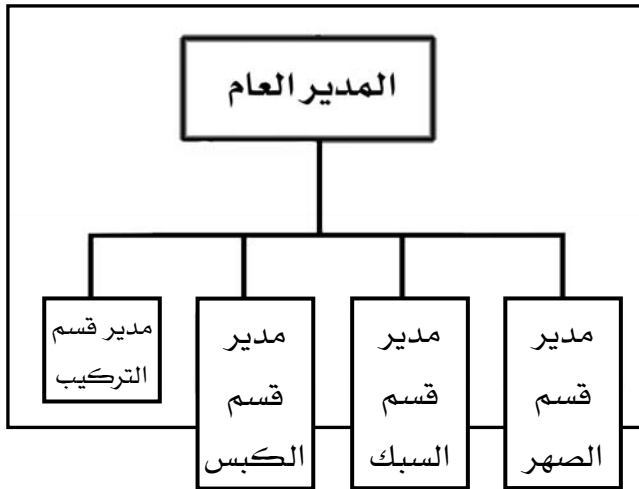 المدير العام
مدير
قسم
الصهر
مدير
قسم
السبك
مدير
قسم
الكبس
مدير قسم
التركيب